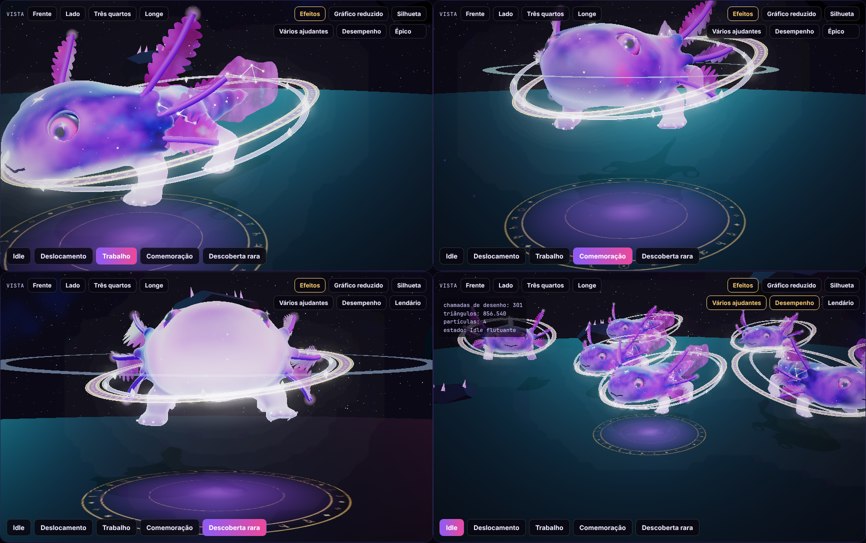 VISTA Frente Lado Três quartos Longe Efeitos Gráfico reduzido Silhueta
Vários ajudantes Desempenho Épico
Idle Deslocamento Trabalho Comemoração Descoberta rara
VISTA Frente Lado Três quartos Longe Efeitos Gráfico reduzido Silhueta
Vários ajudantes Desempenho Épico
Idle Deslocamento Trabalho Comemoração Descoberta rara
VISTA Frente Lado Três quartos Longe Efeitos Gráfico reduzido Silhueta
Vários ajudantes Desempenho Lendário
Idle Deslocamento Trabalho Comemoração Descoberta rara
VISTA Frente Lado Três quartos Longe Efeitos Gráfico reduzido Silhueta
Vários ajudantes Desempenho Lendário
chamadas de desenho: 301
triângulos: 856.540
partículas: 4
estado: Idle flutuante
Idle Deslocamento Trabalho Comemoração Descoberta rara